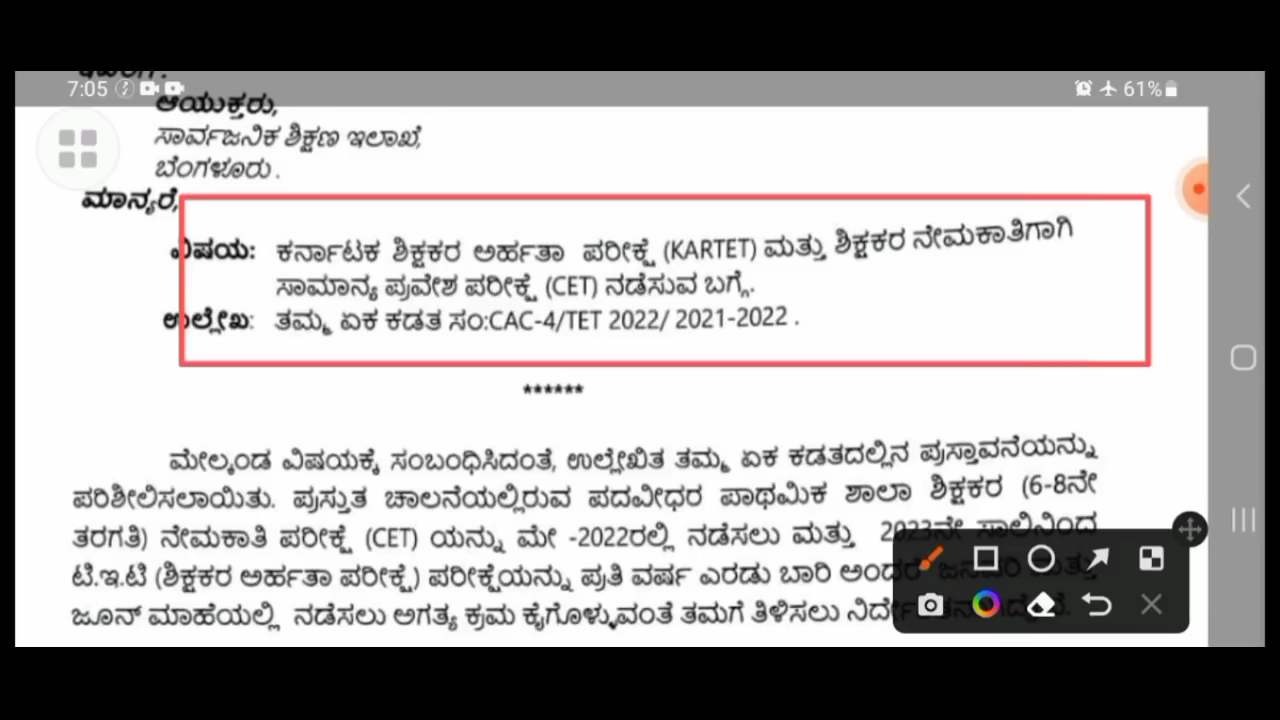 7:05
61%
ಆಯುಕ್ತರು,
ಸಾರ್ವಜನಿಕ ಶಿಕ್ಷಣ ಇಲಾಖೆ,
ಬೆಂಗಳೂರು .
ಮಾನ್ಯರೆ,
ವಿಷಯ: ಕರ್ನಾಟಕ ಶಿಕ್ಷಕರ ಅರ್ಹತಾ ಪರೀಕ್ಷೆ (KARTET) ಮತ್ತು ಶಿಕ್ಷಕರ ನೇಮಕಾತಿಗಾಗಿ
ಸಾಮಾನ್ಯ ಪ್ರವೇಶ ಪರೀಕ್ಷೆ (CET) ನಡೆಸುವ ಬಗ್ಗೆ.
ಉಲ್ಲೇಖ: ತಮ್ಮ ಏಕ ಕಡತ ಸಂ:CAC-4/TET 2022/ 2021-2022 .
******
ಮೇಲ್ಕಂಡ ವಿಷಯಕ್ಕೆ ಸಂಬಂಧಿಸಿದಂತೆ, ಉಲ್ಲೇಖಿತ ತಮ್ಮ ಏಕ ಕಡತದಲ್ಲಿನ ಪ್ರಸ್ತಾವನೆಯನ್ನು
ಪರಿಶೀಲಿಸಲಾಯಿತು. ಪ್ರಸ್ತುತ ಚಾಲನೆಯಲ್ಲಿರುವ ಪದವೀಧರ ಪಾಥಮಿಕ ಶಾಲಾ ಶಿಕ್ಷಕರ (6-8ನೇ
ತರಗತಿ) ನೇಮಕಾತಿ ಪರೀಕ್ಷೆ (CET) ಯನ್ನು ಮೇ -2022ರಲ್ಲಿ ನಡೆಸಲು ಮತ್ತು 2023ನೇ ಸಾಲಿನಿಂದ
ಟಿ.ಇ.ಟಿ (ಶಿಕ್ಷಕರ ಅರ್ಹತಾ ಪರೀಕ್ಷೆ) ಪರೀಕ್ಷೆಯನ್ನು ಪ್ರತಿ ವರ್ಷ ಎರಡು ಬಾರಿ ಅಂದರೆ ಜನವರಿ ಮತ್ತು
ಜೂನ್ ಮಾಹೆಯಲ್ಲಿ ನಡೆಸಲು ಅಗತ್ಯ ಕ್ರಮ ಕೈಗೊಳ್ಳುವಂತೆ ತಮಗೆ ತಿಳಿಸಲು